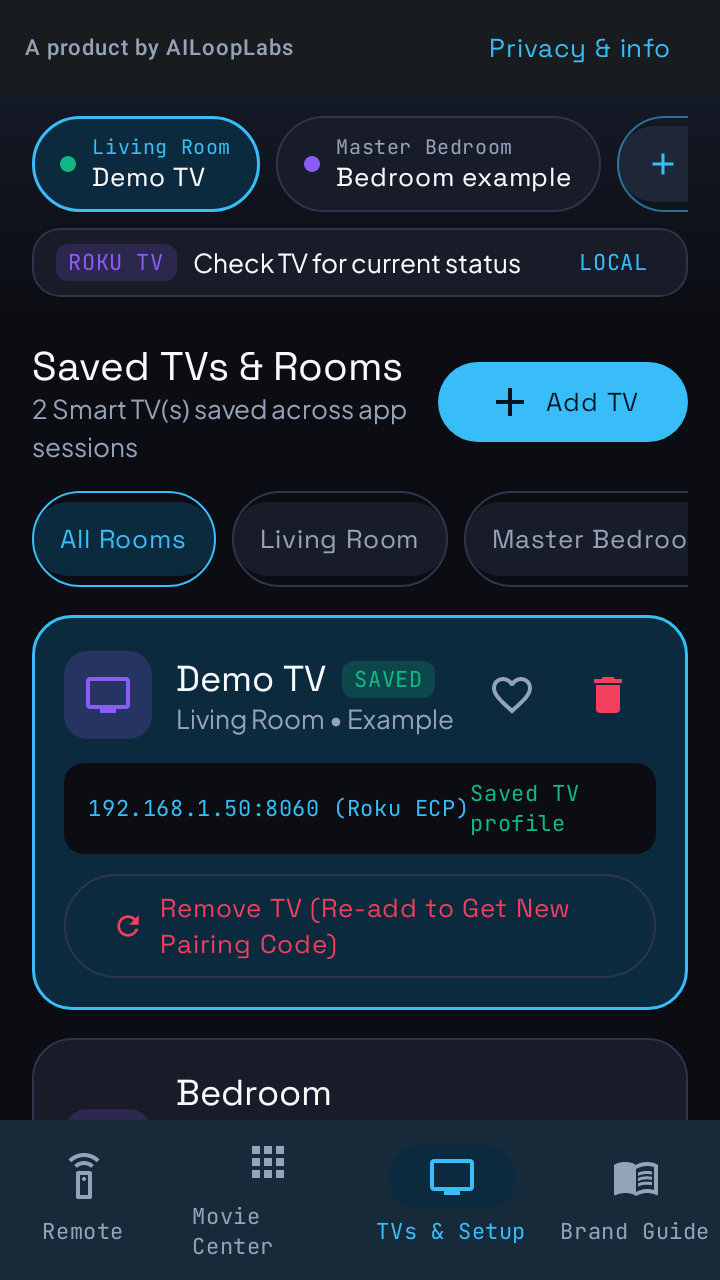 A product by AILoopLabs
Privacy & info
Living Room
Demo TV
Master Bedroom
Bedroom example
ROKU TV
Check TV for current status
LOCAL
Saved TVs & Rooms
2 Smart TV(s) saved across app
sessions
Add TV
All Rooms
Living Room
Master Bedroo
Demo TV
SAVED
Living Room • Example
192.168.1.50:8060 (Roku ECP)
Saved TV
profile
Remove TV (Re-add to Get New
Pairing Code)
Bedroom
Remote
Movie
Center
TVs & Setup
Brand Guide